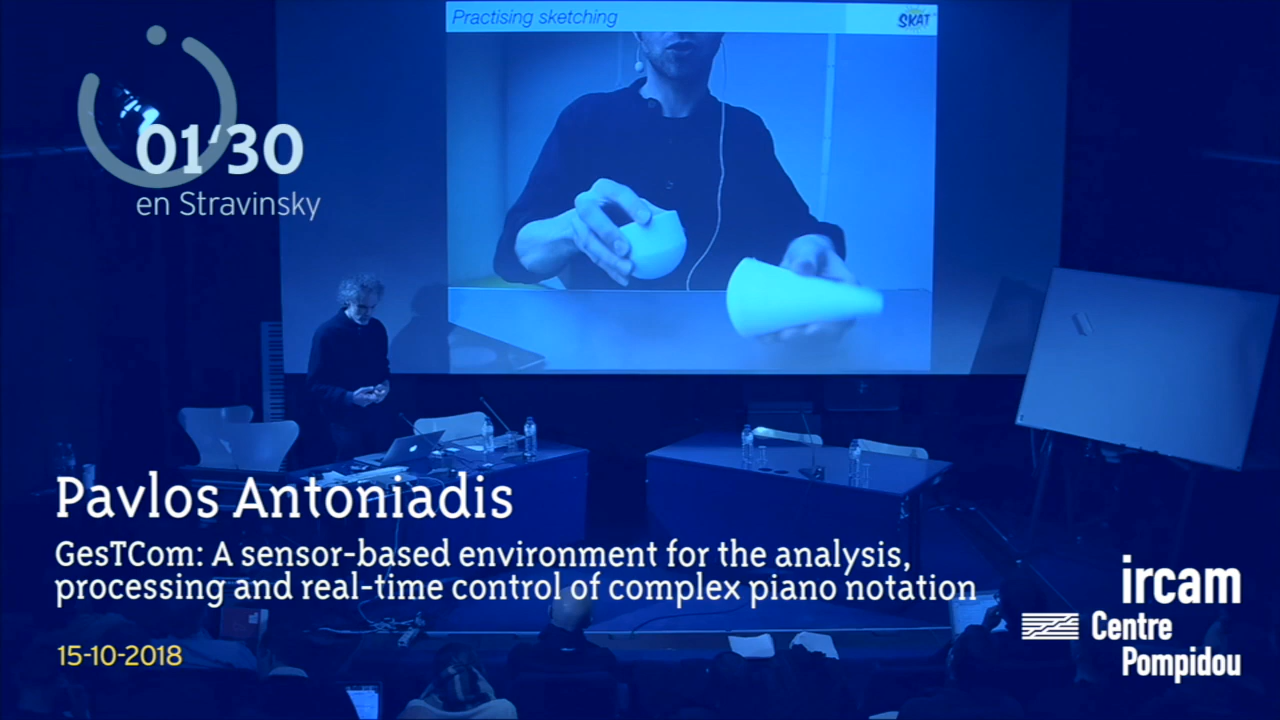 Practising sketching
SKAT
01'30
en Stravinsky
Pavlos Antoniadis
GesTCom: A sensor-based environment for the analysis,
processing and real-time control of complex piano notation
15-10-2018
ircam
Centre
Pompidou